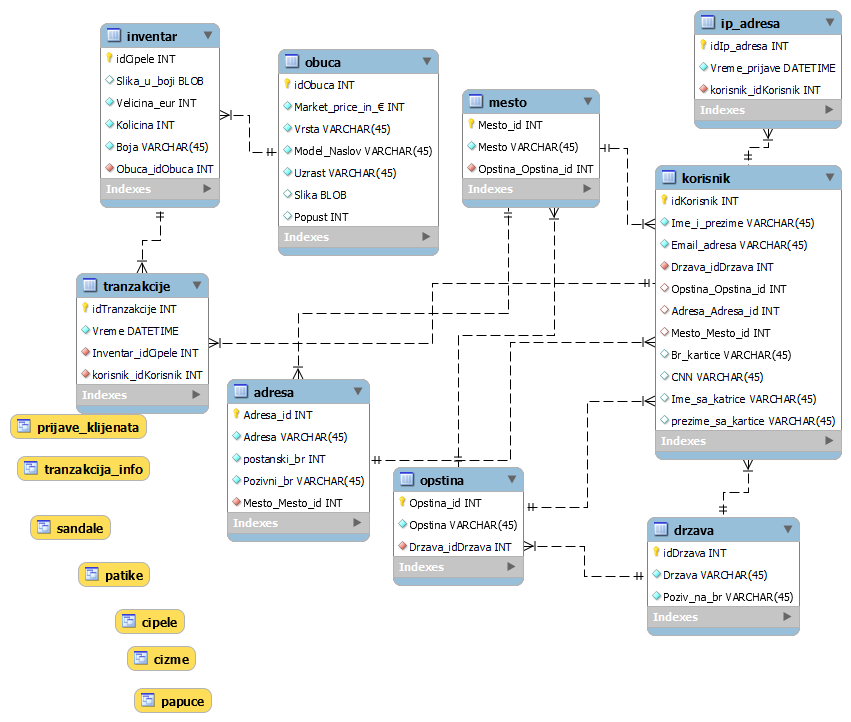 inventar
idCipele INT
Slika_u_boji BLOB
Velicina_eur INT
Kolicina INT
Boja VARCHAR(45)
Obuca_idObuca INT
Indexes
obuca
idObuca INT
Market_price_in_€ INT
Vrsta VARCHAR(45)
Model_Naslov VARCHAR(45)
Uzrast VARCHAR(45)
Slika BLOB
Popust INT
Indexes
mesto
Mesto_id INT
Mesto VARCHAR(45)
Opstina_Opstina_id INT
Indexes
ip_adresa
idIp_adresa INT
Vreme_prijave DATETIME
korisnik_idKorisnik INT
Indexes
korisnik
idKorisnik INT
Ime_i_prezime VARCHAR(45)
Email_adresa VARCHAR(45)
Drzava_idDrzava INT
Opstina_Opstina_id INT
Adresa_Adresa_id INT
Mesto_Mesto_id INT
Br_kartice VARCHAR(45)
CNN VARCHAR(45)
Ime_sa_katrice VARCHAR(45)
prezime_sa_kartice VARCHAR(45)
Indexes
tranzakcije
idTranzakcije INT
Vreme DATETIME
Inventar_idCipele INT
korisnik_idKorisnik INT
Indexes
adresa
Adresa_id INT
Adresa VARCHAR(45)
postanski_br INT
Pozivni_br VARCHAR(45)
Mesto_Mesto_id INT
Indexes
opstina
Opstina_id INT
Opstina VARCHAR(45)
Drzava_idDrzava INT
Indexes
drzava
idDrzava INT
Drzava VARCHAR(45)
Poziv_na_br VARCHAR(45)
Indexes
prijave_klijenata
tranzakcija_info
sandale
patike
cipele
cizme
papuce